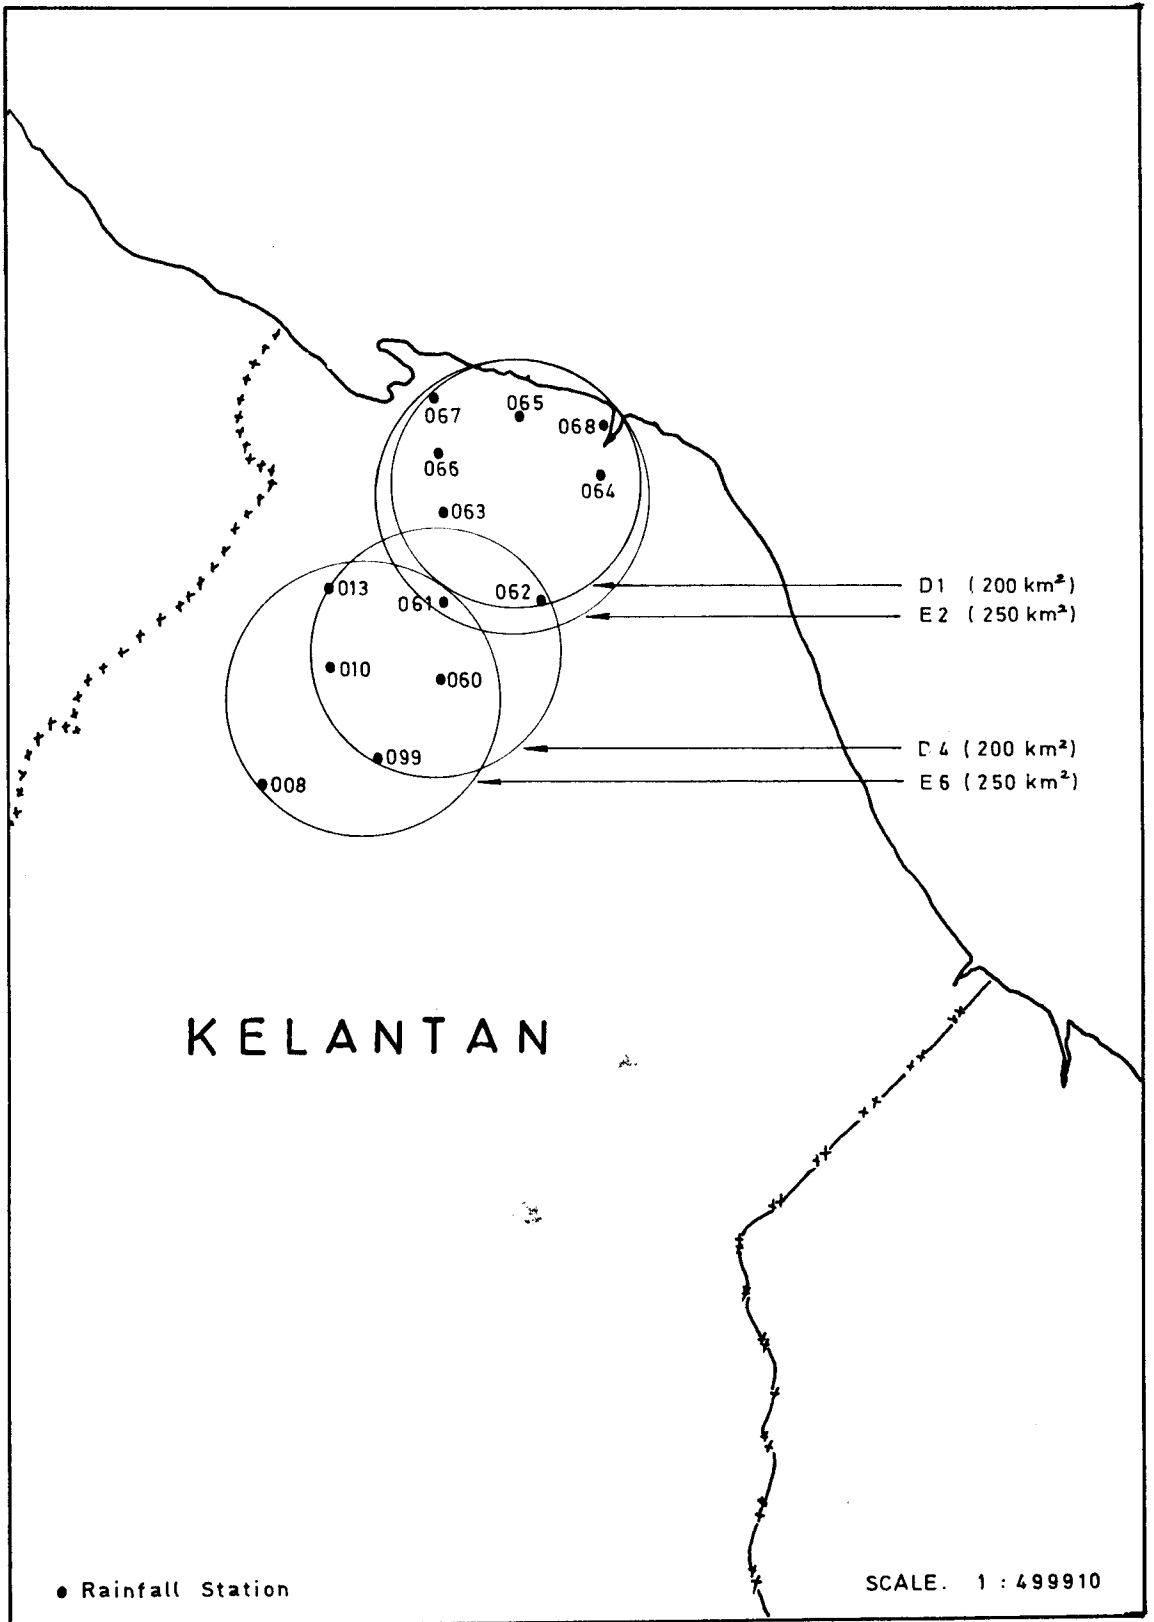 067
065
068
066
064
063
013
061
062
D1 (200 km²)
E2 (250 km²)
010
060
099
D4 (200 km²)
008
E6 (250 km²)
KELANTAN
Rainfall Station
SCALE. 1 : 499910